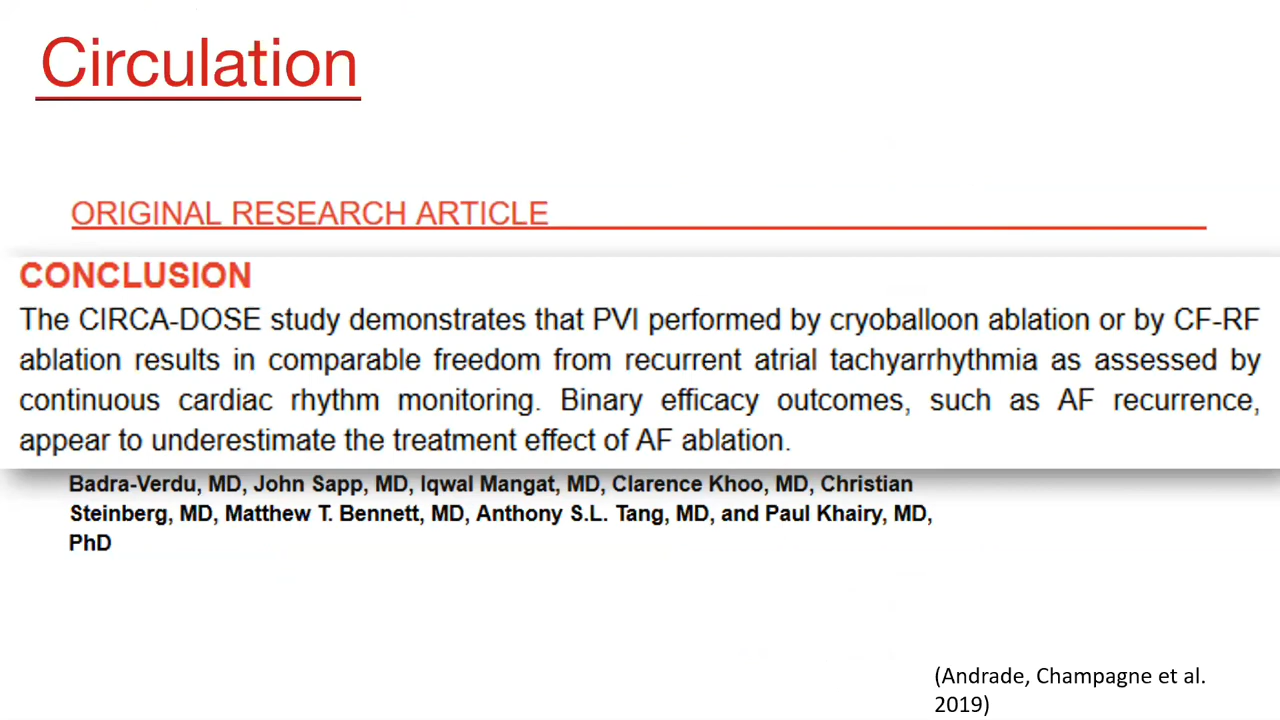 Circulation
ORIGINAL RESEARCH ARTICLE
CONCLUSION
The CIRCA-DOSE study demonstrates that PVI performed by cryoballoon ablation or by CF-RF
ablation results in comparable freedom from recurrent atrial tachyarrhythmia as assessed by
continuous cardiac rhythm monitoring. Binary efficacy outcomes, such as AF recurrence,
appear to underestimate the treatment effect of AF ablation.
Badra-Verdu, MD, John Sapp, MD, Iqwal Mangat, MD, Clarence Khoo, MD, Christian
Steinberg, MD, Matthew T. Bennett, MD, Anthony S.L. Tang, MD, and Paul Khairy, MD,
PhD
(Andrade, Champagne et al.
2019)